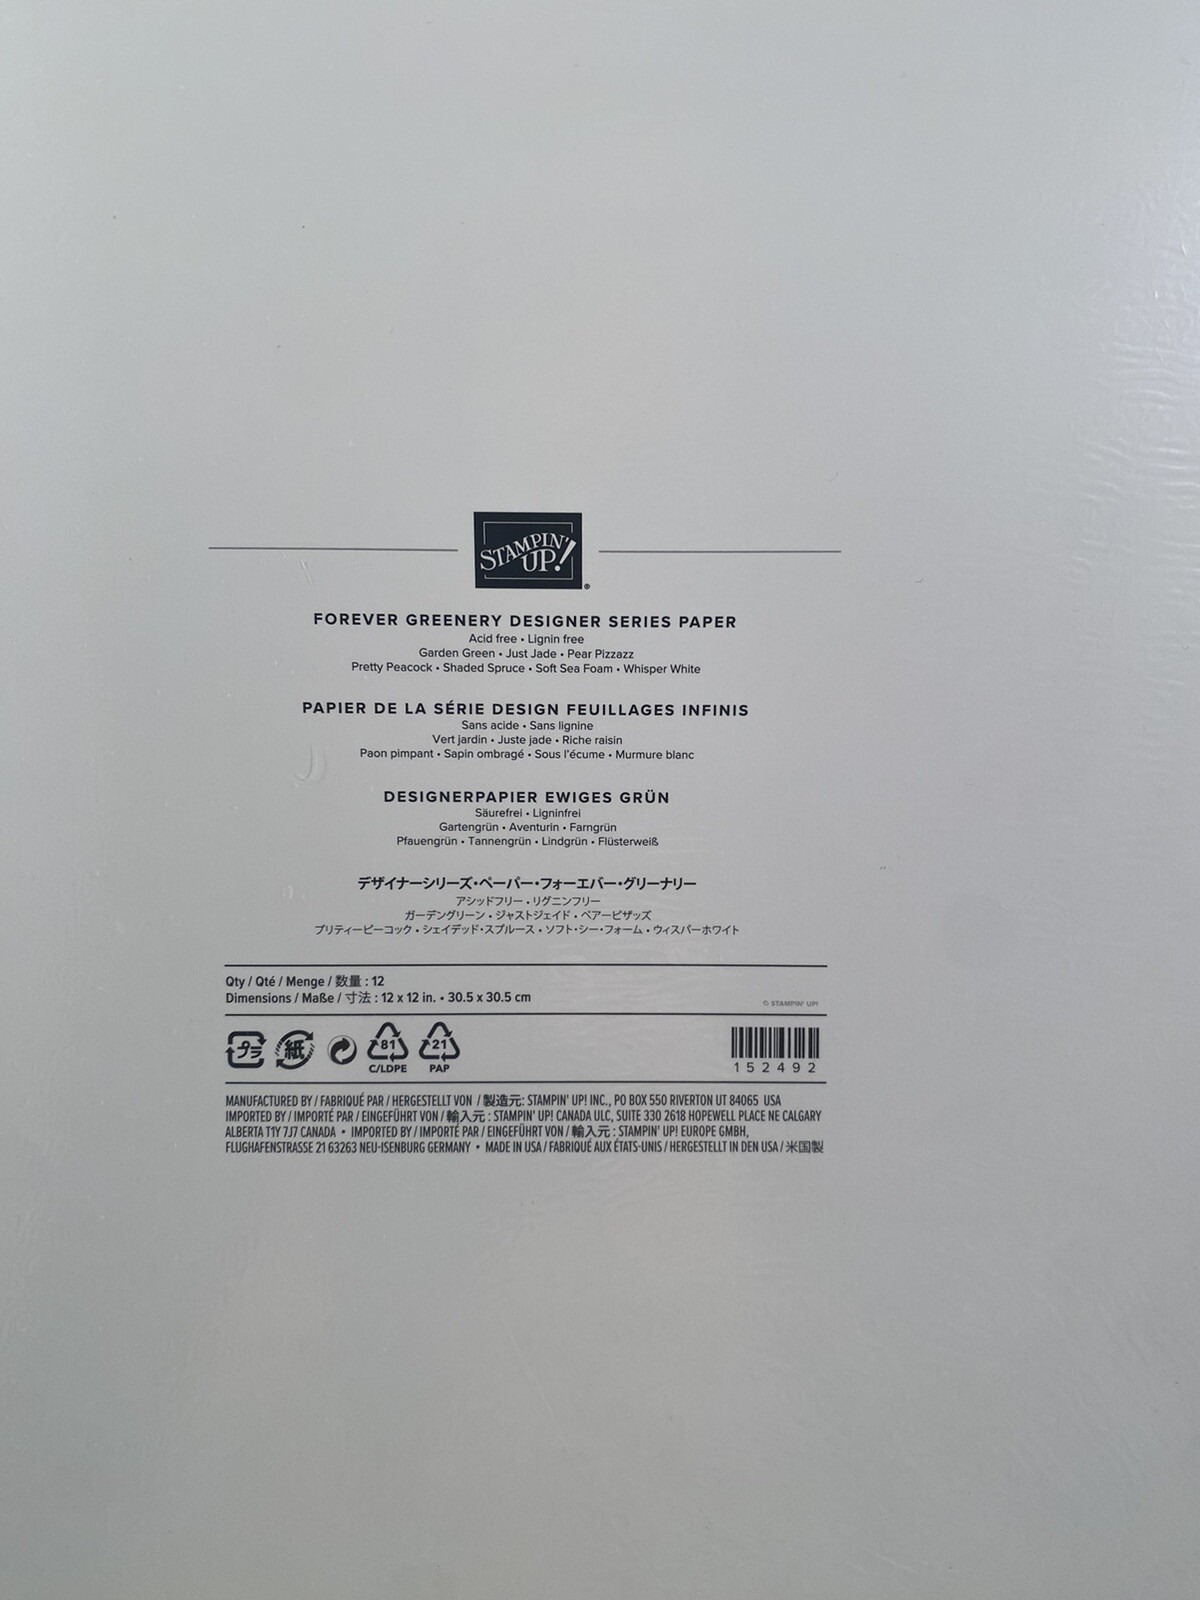 STAMPIN' UP!®
FOREVER GREENERY DESIGNER SERIES PAPER
Acid free • Lignin free
Garden Green • Just Jade • Pear Pizzazz
Pretty Peacock • Shaded Spruce • Soft Sea Foam • Whisper White
PAPIER DE LA SÉRIE DESIGN FEUILLAGES INFINIS
Sans acide • Sans lignine
Vert jardin • Juste jade • Riche raisin
Paon pimpant • Sapin ombragé • Sous l'écume • Murmure blanc
DESIGNERPAPIER EWIGES GRÜN
Säurefrei • Ligninfrei
Gartengrün • Aventurin • Farngrün
Pfauengrün • Tannengrün • Lindgrün • Flüsterweiß
デザイナーシリーズ・ペーパー・フォーエバー・グリーナリー
アシッドフリー・リグニンフリー
ガーデングリーン・ジャストジェイド・ペアーピザッズ
プリティーピーコック・シェイデッド・スプルース・ソフト・シー・フォーム・ウィスパーホワイト
Qty / Qté / Menge / 数量 : 12
Dimensions / Maße / 寸法 : 12 x 12 in. • 30.5 x 30.5 cm
© STAMPIN' UP!
プラ 紙 81 21
C/LDPE PAP
152492
MANUFACTURED BY / FABRIQUÉ PAR / HERGESTELLT VON / 製造元: STAMPIN' UP! INC., PO BOX 550 RIVERTON UT 84065 USA
IMPORTED BY / IMPORTÉ PAR / EINGEFÜHRT VON / 輸入元 : STAMPIN' UP! CANADA ULC, SUITE 330 2618 HOPEWELL PLACE NE CALGARY
ALBERTA T1Y 7J7 CANADA • IMPORTED BY / IMPORTÉ PAR / EINGEFÜHRT VON / 輸入元 : STAMPIN' UP! EUROPE GMBH,
FLUGHAFENSTRASSE 21 63263 NEU-ISENBURG GERMANY • MADE IN USA / FABRIQUÉ AUX ÉTATS-UNIS / HERGESTELLT IN DEN USA / 米国製